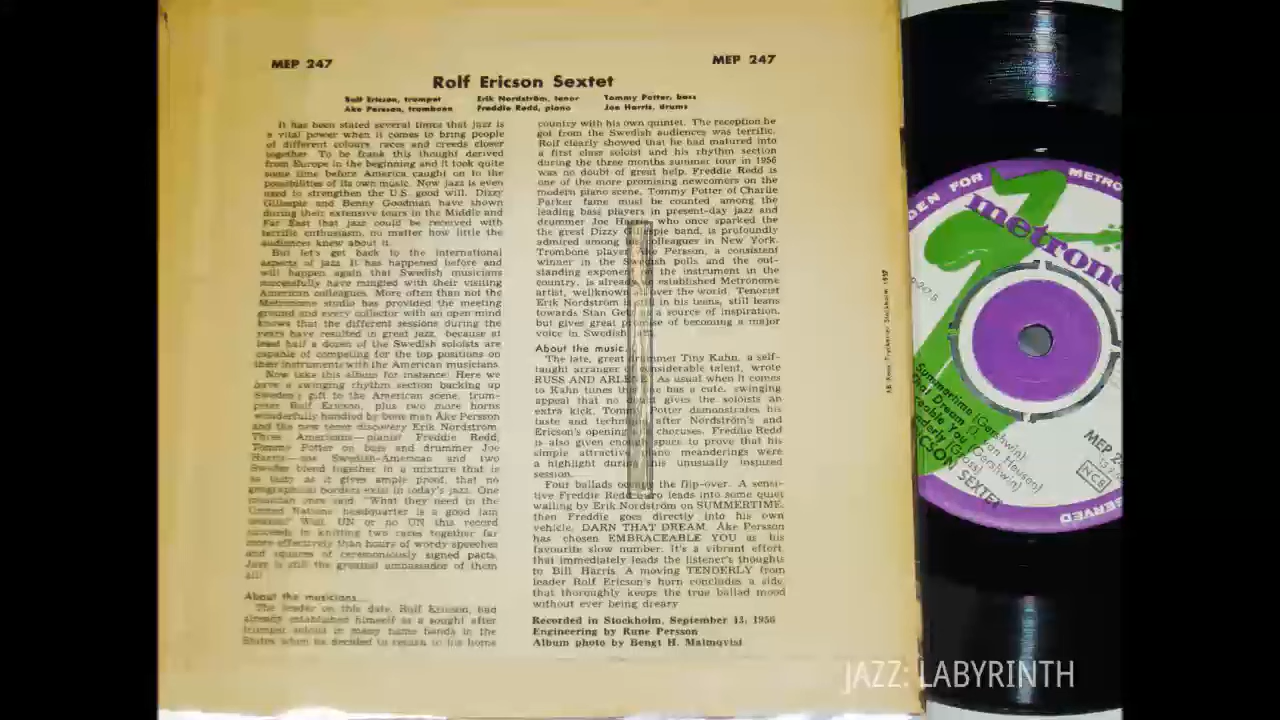 MEP 247
MEP 247
Rolf Ericson Sextet
Rolf Ericson, trumpet
Åke Persson, trombone
Erik Nordström, tenor
Freddie Redd, piano
Tommy Potter, bass
Joe Harris, drums
It has been stated several times that jazz is
a vital power when it comes to bring people
of different colours, races and creeds closer
together. To be frank this thought derived
from Europe in the beginning and it took quite
some time before America caught on to the
possibilities of its own music. Now jazz is even
used to strengthen the U.S. good will. Dizzy
Gillespie and Benny Goodman have shown
during their extensive tours in the Middle and
Far East that jazz could be received with
terrific enthusiasm, no matter how little the
audiences knew about it.
But let's get back to the international
aspects of jazz. It has happened before and
will happen again that Swedish musicians
successfully have mingled with their visiting
American colleagues. More often than not the
Metronome studio has provided the meeting
ground and every collector with an open mind
knows that the different sessions during the
years have resulted in great jazz, because at
least half a dozen of the Swedish soloists are
capable of competing for the top positions on
their instruments with the American musicians.
Now take this album for instance. Here we
have a swinging rhythm section backing up
Sweden's gift to the American scene, trum-
peter Rolf Ericson, plus two more horns
wonderfully handled by bone man Åke Persson
and the new tenor discovery Erik Nordström.
Three Americans—pianist Freddie Redd,
Tommy Potter on bass and drummer Joe
Harris—one Swedish-American and two
Swedes blend together in a mixture that is
as tasty as it gives ample proof, that no
geographical borders exist in today's jazz. One
musician once said: "What they need in the
United Nations' headquarter is a good jam
session!" Well, UN or no UN this record
succeeds in knitting two races together far
more effectively than hours of wordy speeches
and squares of ceremoniously signed pacts.
Jazz is still the greatest ambassador of them
all!
About the musicians...
The leader on this date, Rolf Ericson, had
already established himself as a sought after
trumpet soloist in many name bands in the
States when he decided to return to his home
country with his own quintet. The reception he
got from the Swedish audiences was terrific.
Rolf clearly showed that he had matured into
a first class soloist and his rhythm section
during the three months summer tour in 1956
was no doubt of great help. Freddie Redd is
one of the more promising newcomers on the
modern piano scene, Tommy Potter of Charlie
Parker fame must be counted among the
leading bass players in present-day jazz and
drummer Joe Harris, who once sparked the
the great Dizzy Gillespie band, is profoundly
admired among colleagues in New York.
Trombone player Åke Persson, a consistent
winner in the Swedish polls and the out-
standing exponent the instrument in the
country, is already established Metronome
artist, wellknown all over the world. Tenorist
Erik Nordström is still in his teens, still leans
towards Stan Getz a source of inspiration,
but gives great promise of becoming a major
voice in Swedish jazz.
About the music...
The late, great drummer Tiny Kahn, a self-
taught arranger considerable talent, wrote
RUSS AND ARLENE. As usual when it comes
to Kahn tunes this one has a cute, swinging
appeal that no doubt gives the soloists an
extra kick. Tommy Potter demonstrates his
taste and technique after Nordström's and
Ericson's opening choruses. Freddie Redd
is also given enough space to prove that his
simple attractive piano meanderings were
a highlight during this unusually inspired
session.
Four ballads the flip-over. A sensi-
tive Freddie Redd intro leads into some quiet
wailing by Erik Nordström on SUMMERTIME,
then Freddie goes directly into his own
vehicle, DARN THAT DREAM. Åke Persson
has chosen EMBRACEABLE YOU as his
favourite slow number. It's a vibrant effort
that immediately leads the listener's thoughts
to Bill Harris. A moving TENDERLY from
leader Rolf Ericson's horn concludes a side
that thoroughly keeps the true ballad mood
without ever being dreary
Recorded in Stockholm, September 13, 1956
Engineering by Rune Persson
Album photo by Bengt H. Malmqvist
Stockholm 1957
DEN FOR
METRO
metrono
Summertime (Gershwin)
That Dream
ceable You (Gershwin)
derly (Gross)
CSON SEXTET
MEP 2
NCB
ERVED
JAZZ: LABYRINTH